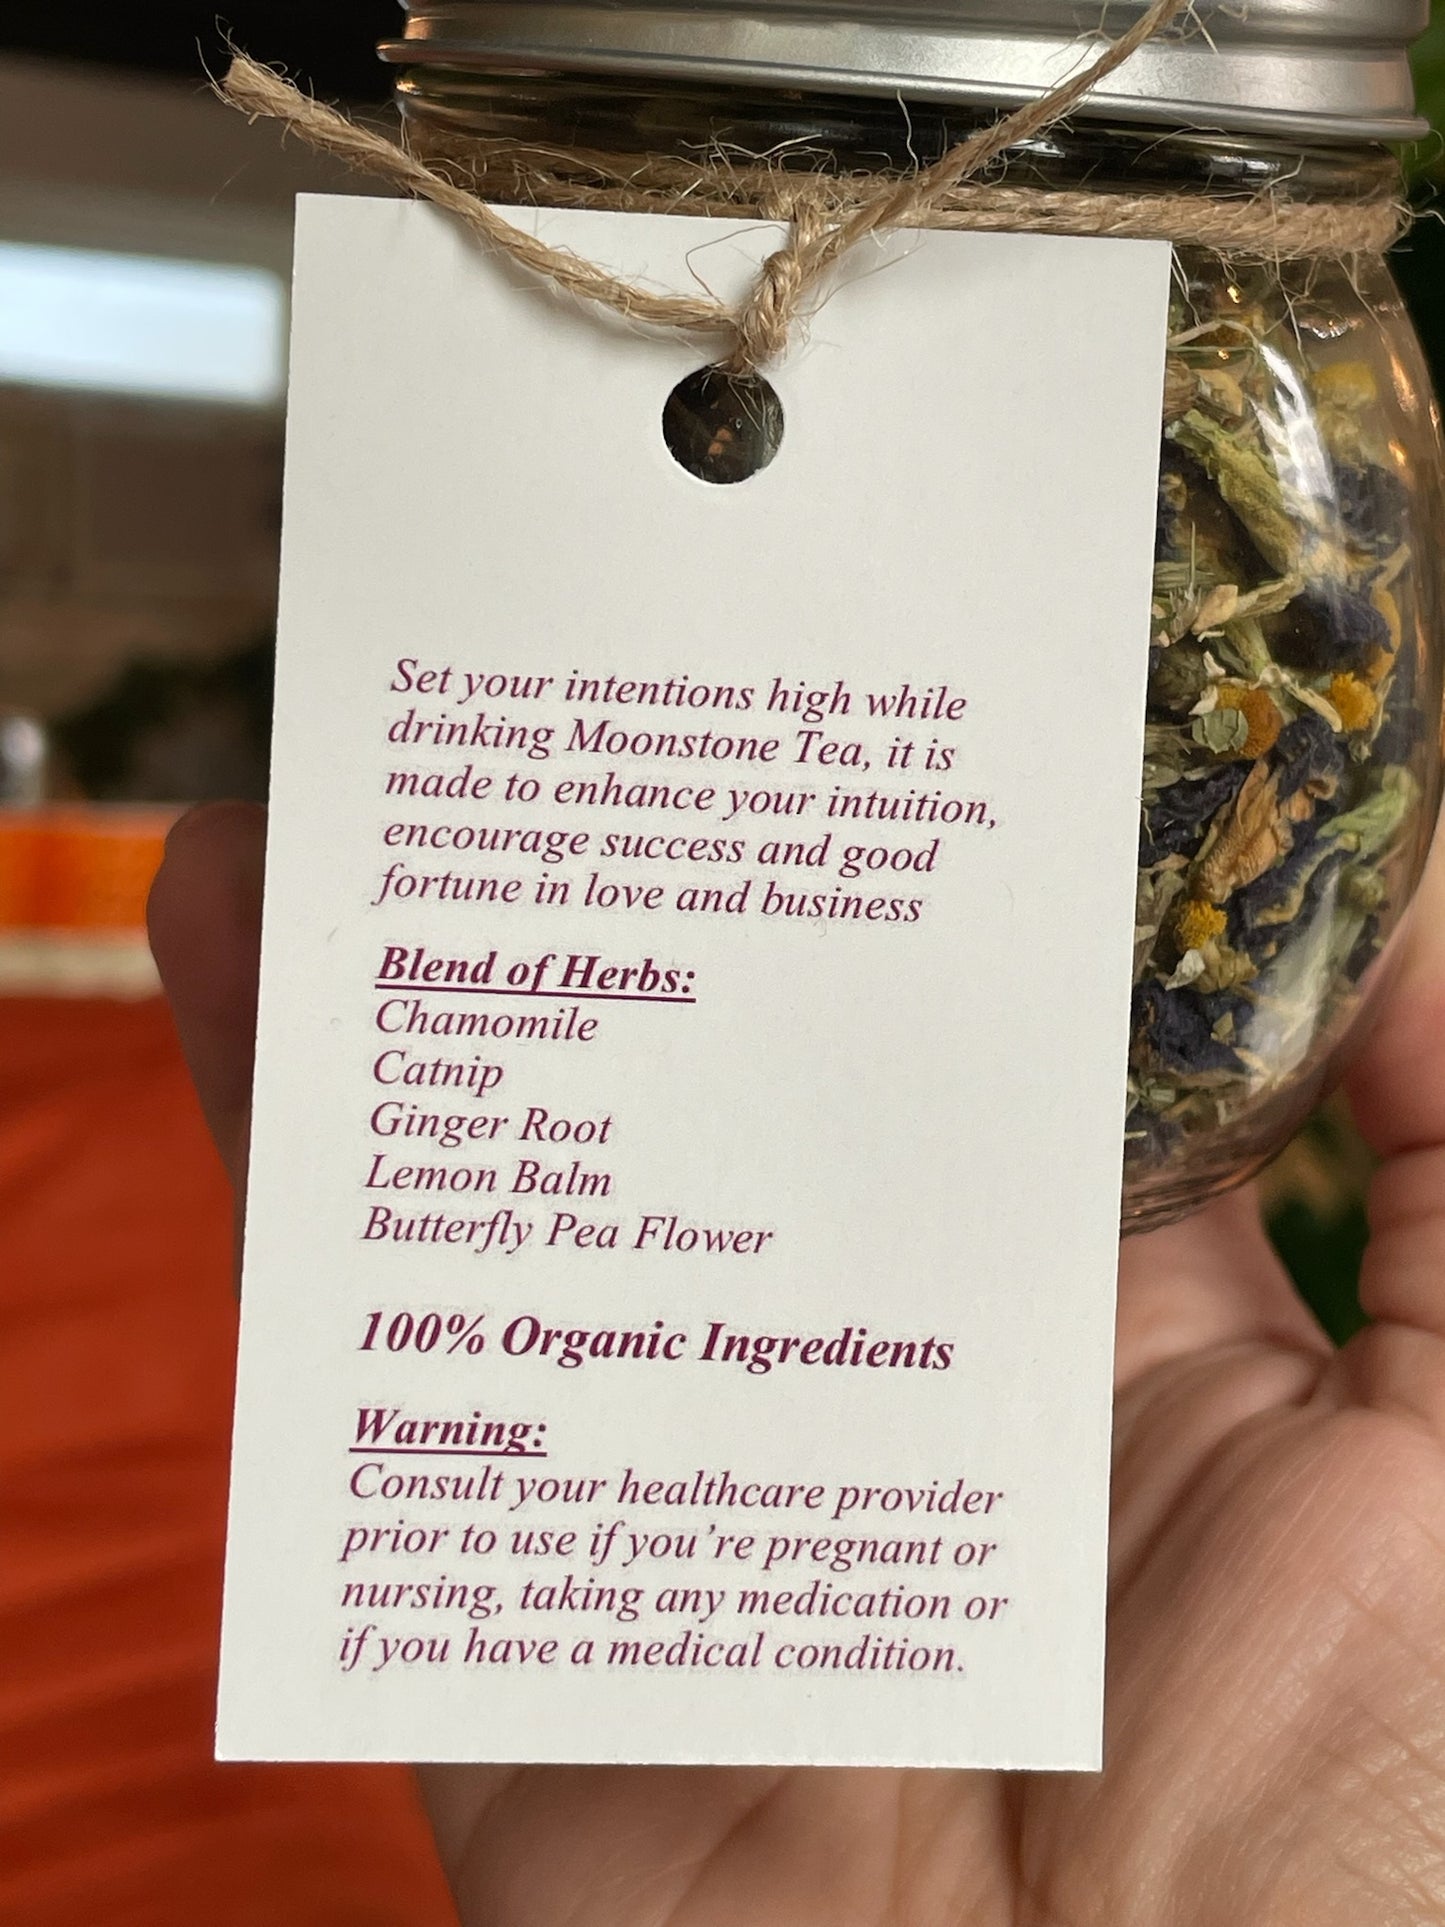 Set your intentions high while
drinking Moonstone Tea, it is
made to enhance your intuition,
encourage success and good
fortune in love and business
Blend of Herbs:
Chamomile
Catnip
Ginger Root
Lemon Balm
Butterfly Pea Flower
100% Organic Ingredients
Warning:
Consult your healthcare provider
prior to use if you’re pregnant or
nursing, taking any medication or
if you have a medical condition.